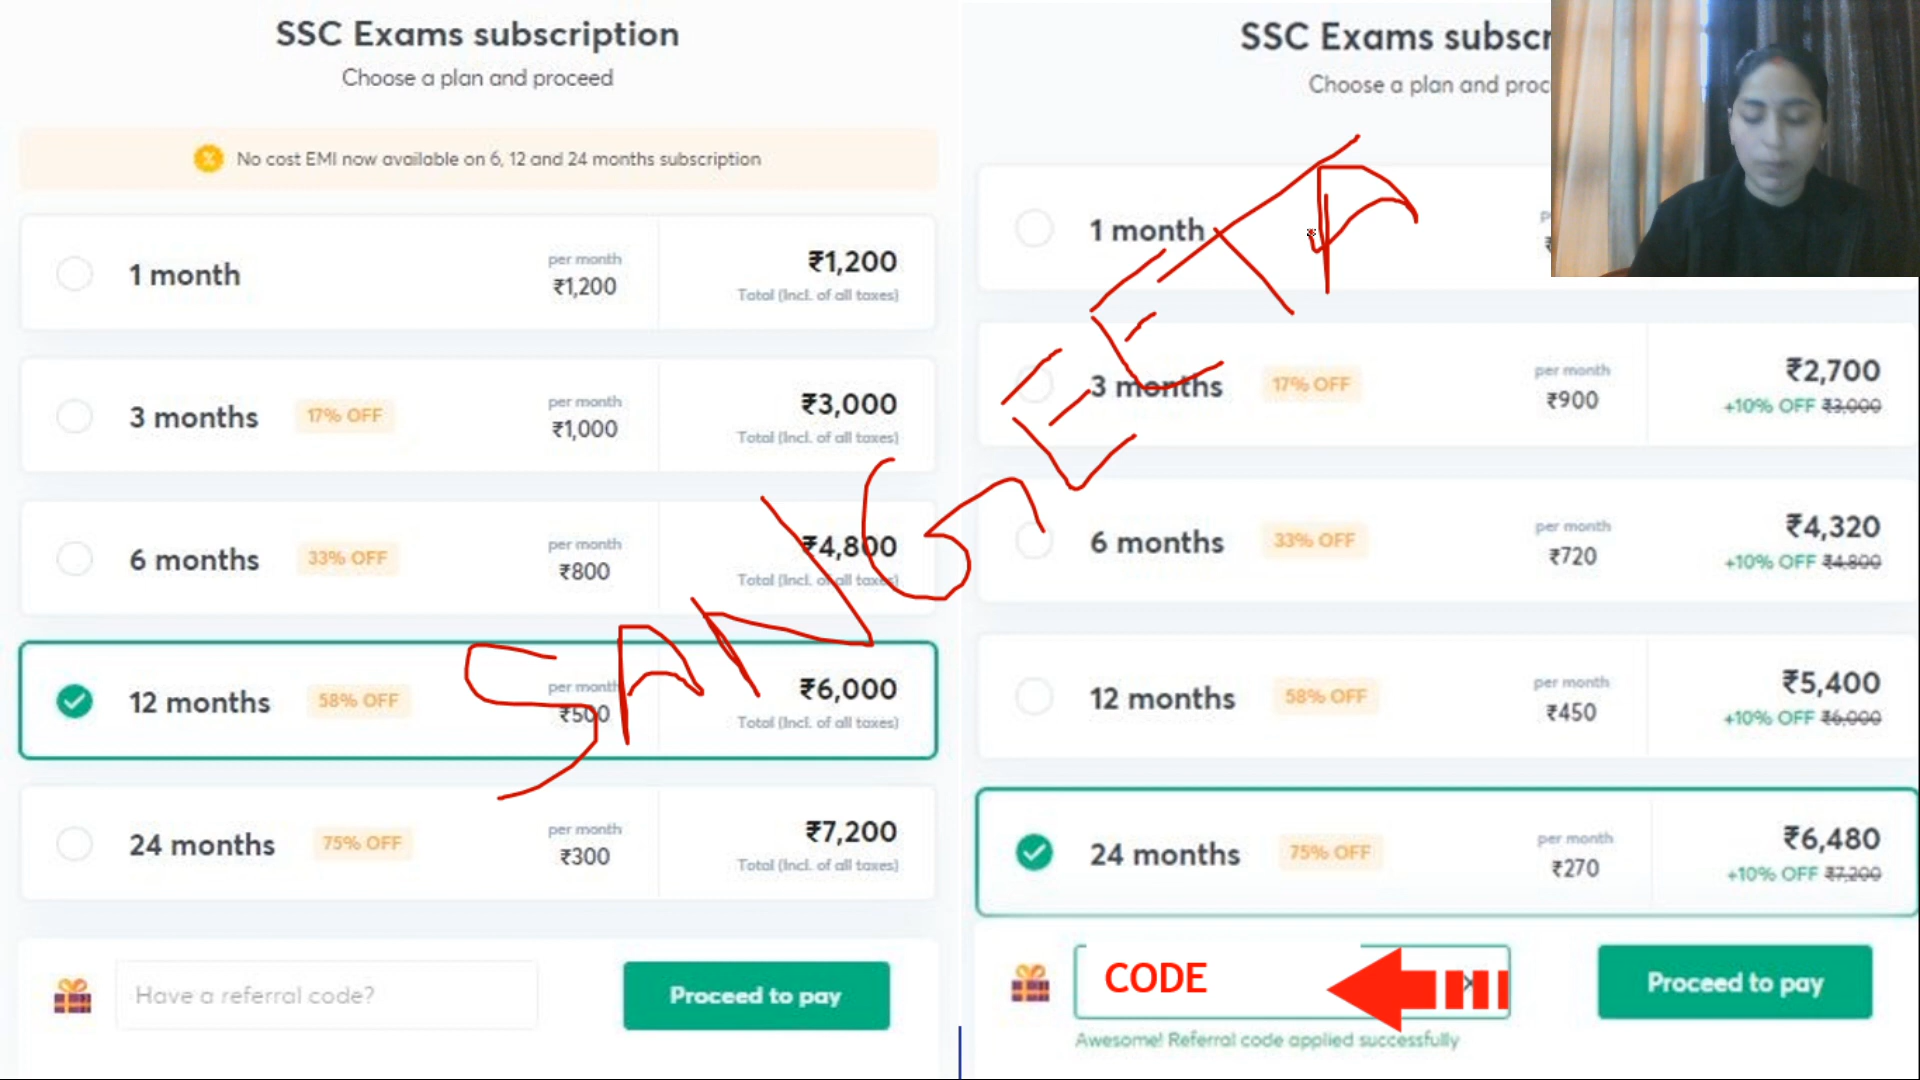 SSC Exams subscription
Choose a plan and proceed
No cost EMI now available on 6, 12 and 24 months subscription
1 month per month ₹1,200 ₹1,200 Total (Incl. of all taxes)
3 months 17% OFF per month ₹1,000 ₹3,000 Total (Incl. of all taxes)
6 months 33% OFF per month ₹800 ₹4,800 Total (Incl. of all taxes)
12 months 58% OFF per month ₹500 ₹6,000 Total (Incl. of all taxes)
24 months 75% OFF per month ₹300 ₹7,200 Total (Incl. of all taxes)
Have a referral code? Proceed to pay
SSC Exams subscr
Choose a plan and proc
1 month
3 months 17% OFF per month ₹900 ₹2,700 +10% OFF ₹3,000
6 months 33% OFF per month ₹720 ₹4,320 +10% OFF ₹4,800
12 months 58% OFF per month ₹450 ₹5,400 +10% OFF ₹6,000
24 months 75% OFF per month ₹270 ₹6,480 +10% OFF ₹7,200
CODE Proceed to pay
Awesome! Referral code applied successfully
SANGEETA